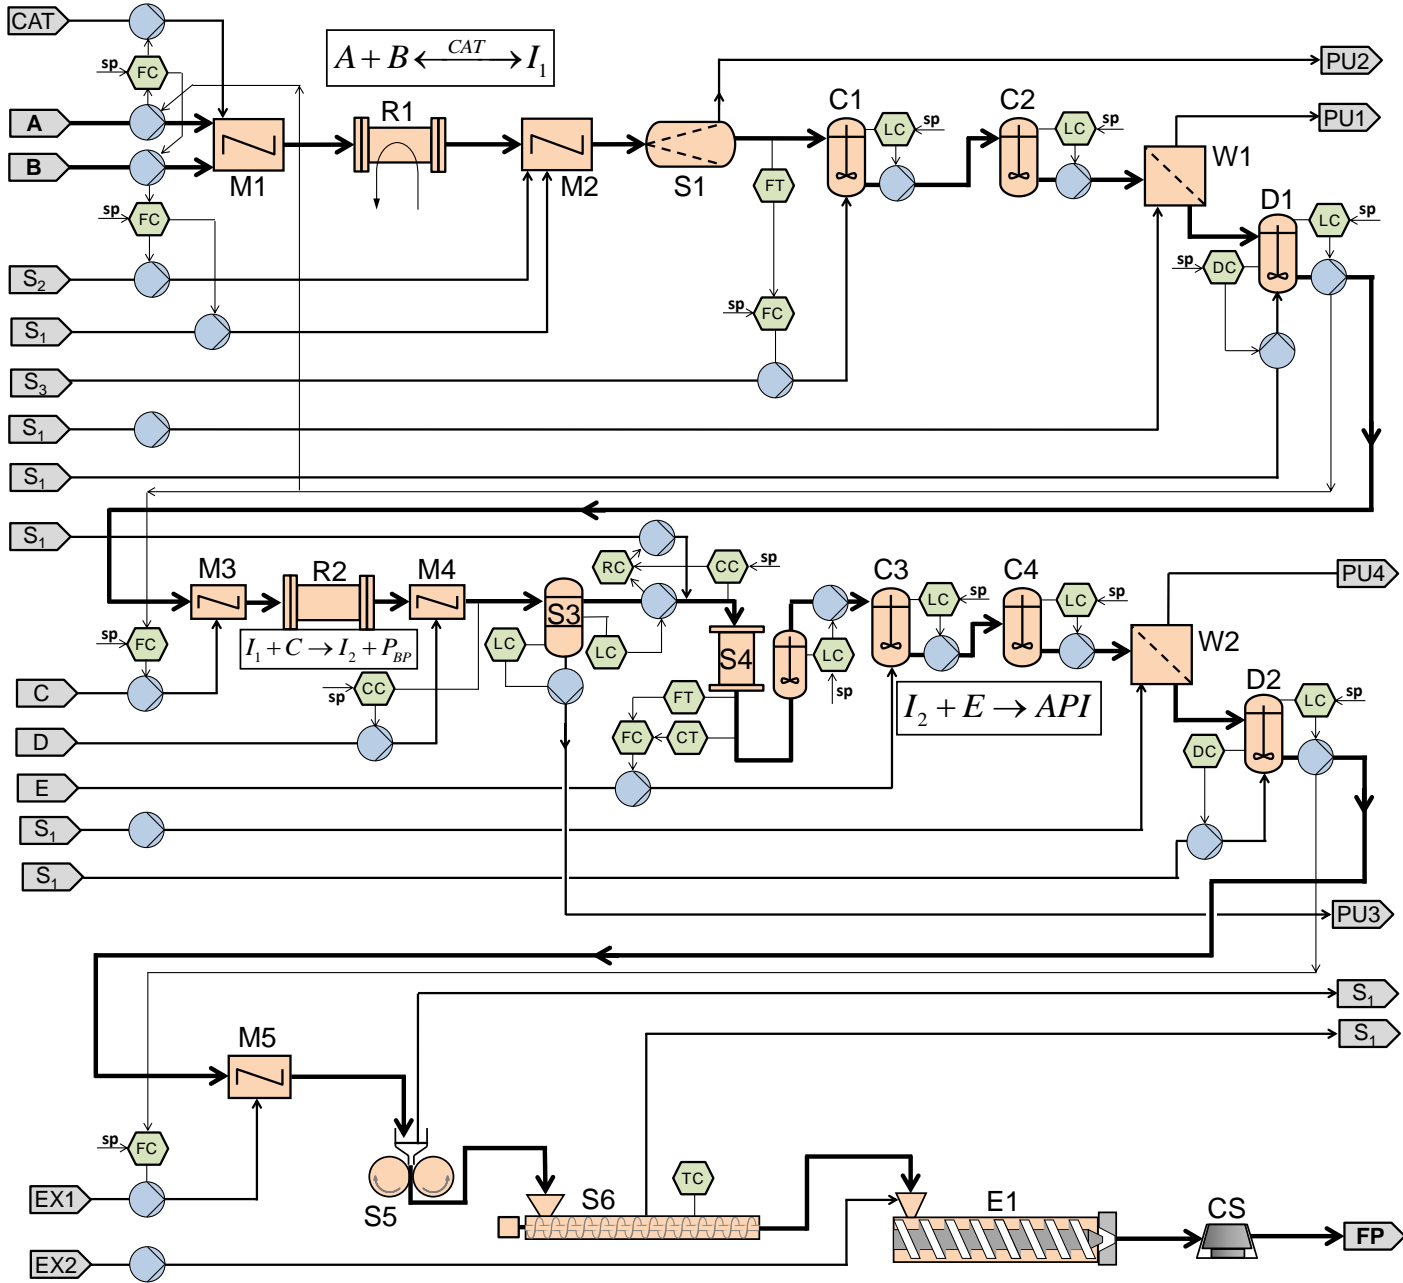 CAT
sp
FC
A + B ⟷ I₁
CAT
PU2
A
B
M1
R1
M2
S1
C1
LC
sp
C2
LC
sp
PU1
W1
FT
D1
LC
sp
sp
FC
sp
DC
S₂
S₁
sp
FC
S₃
S₁
S₁
S₁
RC
CC
sp
M3
R2
M4
S3
C3
LC
sp
C4
LC
sp
PU4
sp
FC
I₁ + C → I₂ + P_BP
LC
LC
S4
LC
sp
W2
C
CC
sp
FT
I₂ + E → API
D2
LC
sp
D
FC
CT
DC
E
S₁
S₁
PU3
S₁
S₁
M5
sp
FC
EX1
S5
S6
TC
E1
CS
FP
EX2